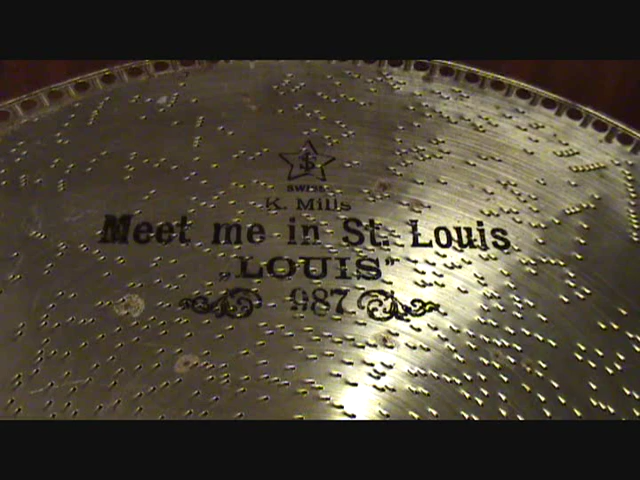 SWISS
K. Mills
Meet me in St. Louis
„LOUIS”
987